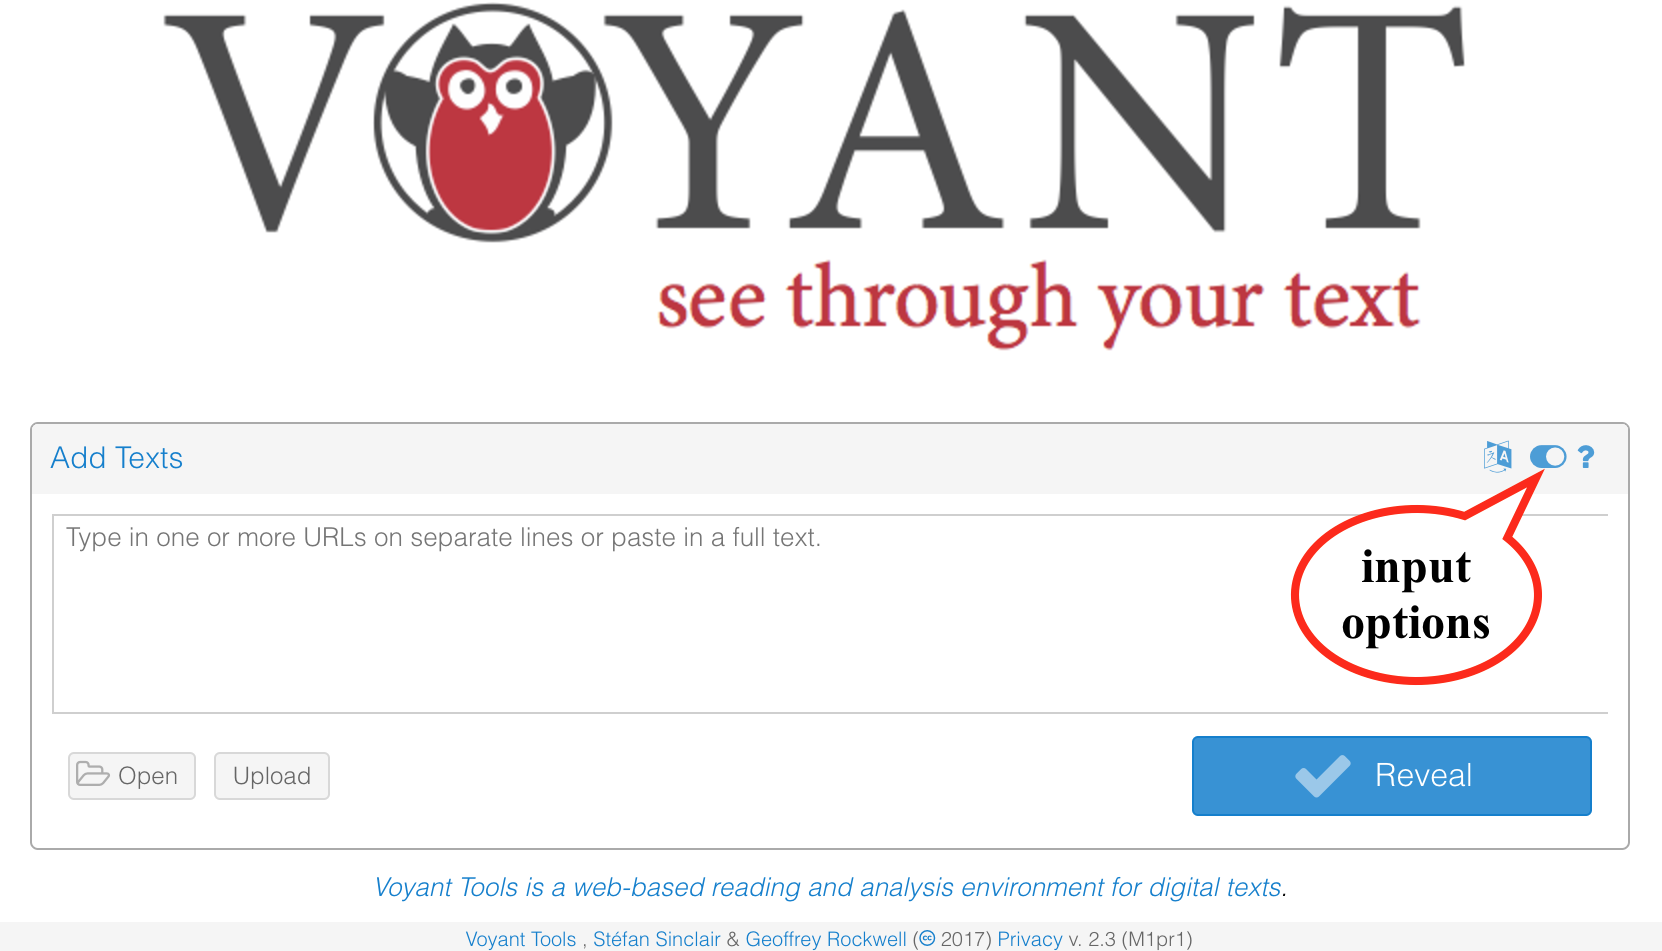 VOYANT
see through your text
Add Texts
?
Type in one or more URLs on separate lines or paste in a full text.
input
options
Open
Upload
Reveal
Voyant Tools is a web-based reading and analysis environment for digital texts.
Voyant Tools , Stéfan Sinclair & Geoffrey Rockwell (cc 2017) Privacy v. 2.3 (M1pr1)